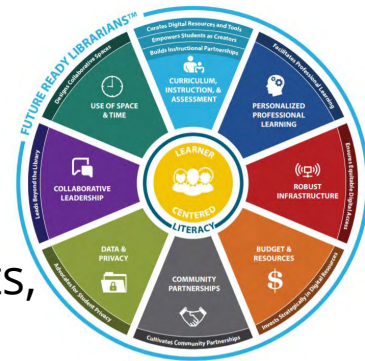 FUTURE READY LIBRARIANS™
Curates Digital Resources and Tools
Empowers Students as Creators
Builds Instructional Partnerships
CURRICULUM,
INSTRUCTION, &
ASSESSMENT
Facilitates Professional Learning
PERSONALIZED
PROFESSIONAL
LEARNING
Ensures Equitable Digital Access
ROBUST
INFRASTRUCTURE
Invests Strategically in Digital Resources
BUDGET &
RESOURCES
$
Cultivates Community Partnerships
COMMUNITY
PARTNERSHIPS
Advocates for Student Privacy
DATA &
PRIVACY
Leads Beyond the Library
COLLABORATIVE
LEADERSHIP
Designs Collaborative Spaces
USE OF SPACE
& TIME
LEARNER
CENTERED
LITERACY
ts,